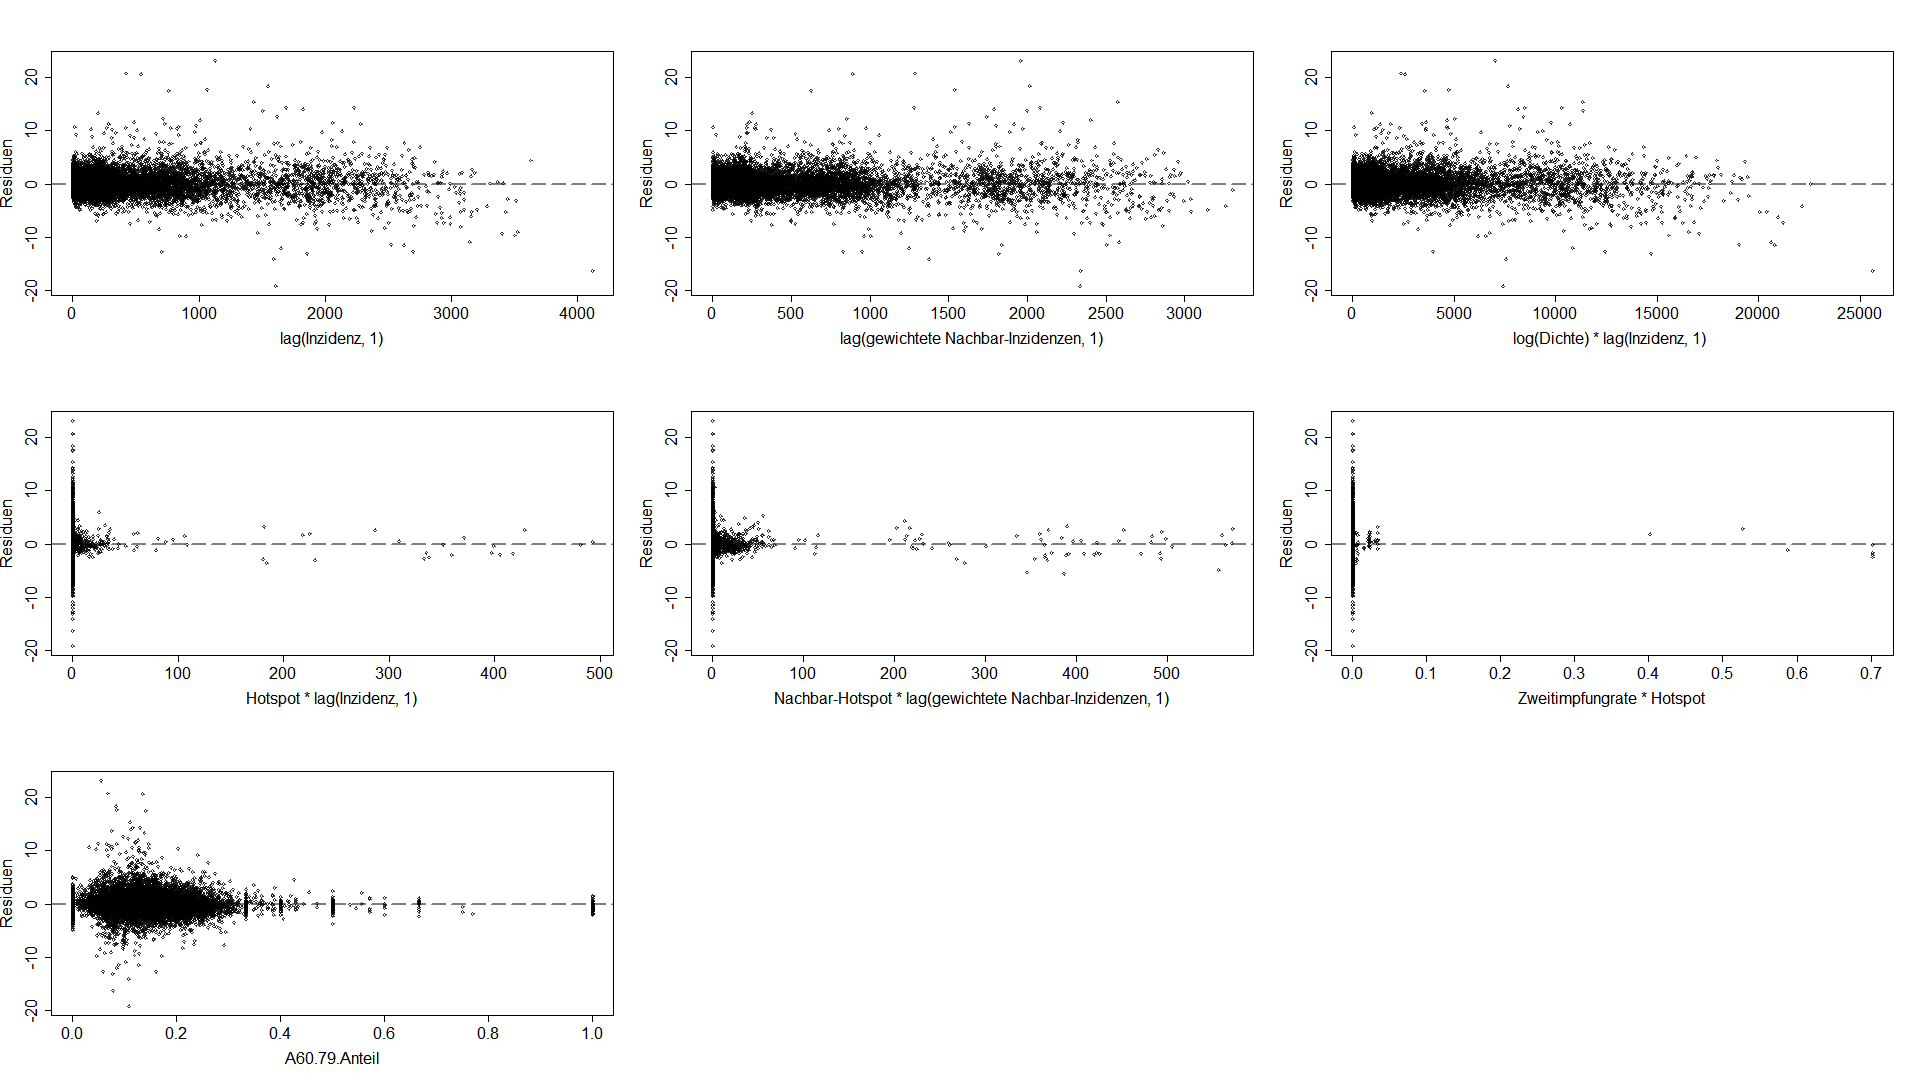 20
10
0
-10
-20
Residuen
0 1000 2000 3000 4000
lag(Inzidenz, 1)
20
10
0
-10
-20
Residuen
0 500 1000 1500 2000 2500 3000
lag(gewichtete Nachbar-Inzidenzen, 1)
20
10
0
-10
-20
Residuen
0 5000 10000 15000 20000 25000
log(Dichte) * lag(Inzidenz, 1)
20
10
0
-10
-20
Residuen
0 100 200 300 400 500
Hotspot * lag(Inzidenz, 1)
20
10
0
-10
-20
Residuen
0 100 200 300 400 500
Nachbar-Hotspot * lag(gewichtete Nachbar-Inzidenzen, 1)
20
10
0
-10
-20
Residuen
0.0 0.1 0.2 0.3 0.4 0.5 0.6 0.7
Zweitimpfungrate * Hotspot
20
10
0
-10
-20
Residuen
0.0 0.2 0.4 0.6 0.8 1.0
A60.79.Anteil